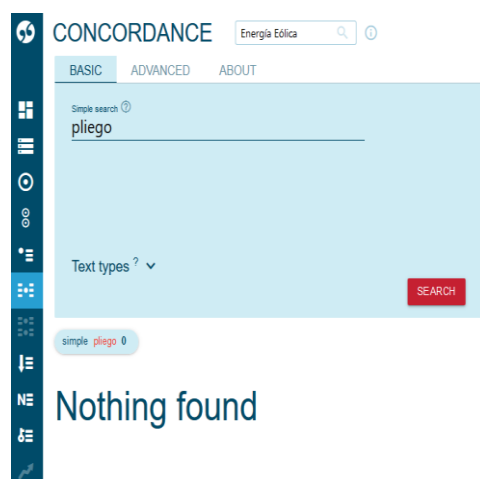 CONCORDANCE Energía Eólica
BASIC ADVANCED ABOUT
Simple search ?
pliego
Text types ?
SEARCH
simple pliego 0
Nothing found